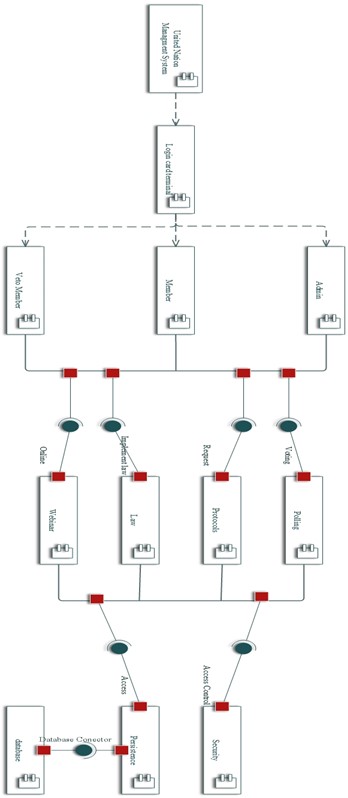 Admin
Voting
Polling
Request
Protocols
Access Control
Security
United Nation
Managment System
Login card terminal
Member
Implement law
Law
Access
Persistence
Database Conector
Online
Webinar
Veto Member
database